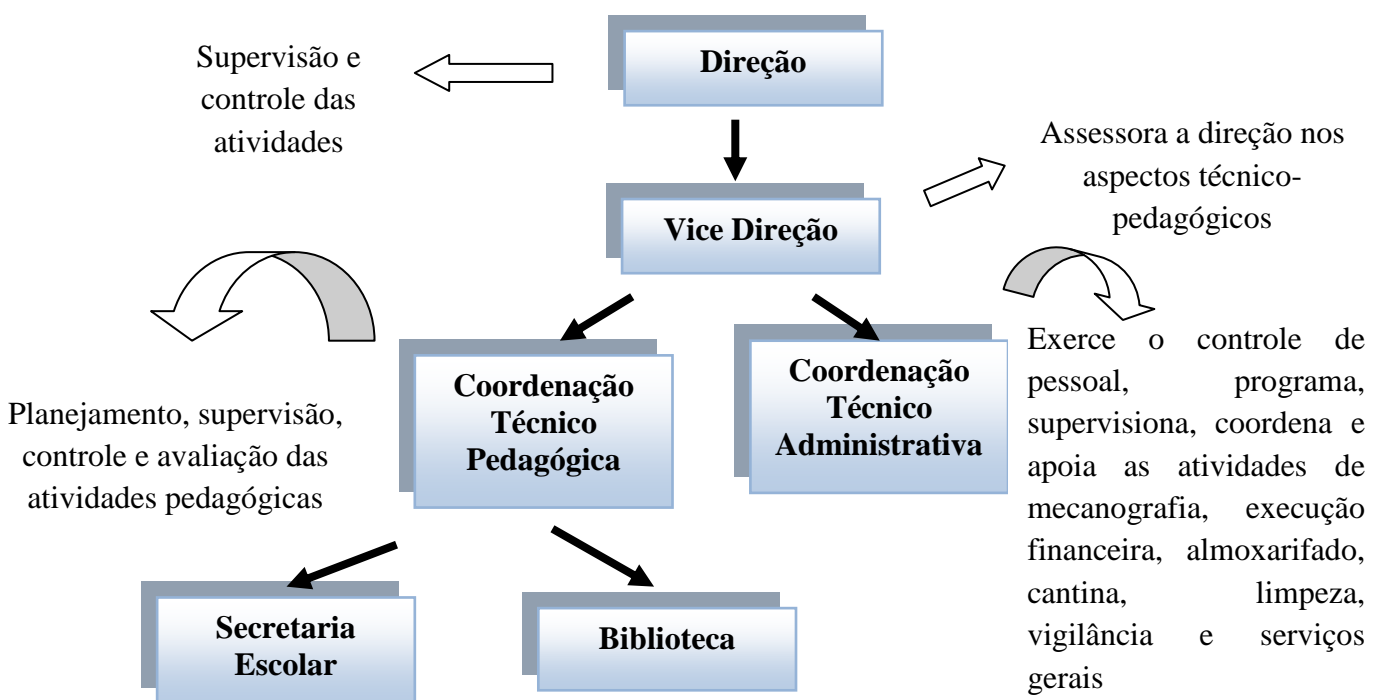 Direção
Supervisão e
controle das
atividades
Assessora a direção nos
aspectos técnico-
pedagógicos
Vice Direção
Coordenação
Técnico
Pedagógica
Coordenação
Técnico
Administrativa
Exerce o controle de
pessoal, programa,
supervisiona, coordena e
apoia as atividades de
mecanografia, execução
financeira, almoxarifado,
cantina, limpeza,
vigilância e serviços
gerais
Planejamento, supervisão,
controle e avaliação das
atividades pedagógicas
Secretaria
Escolar
Biblioteca